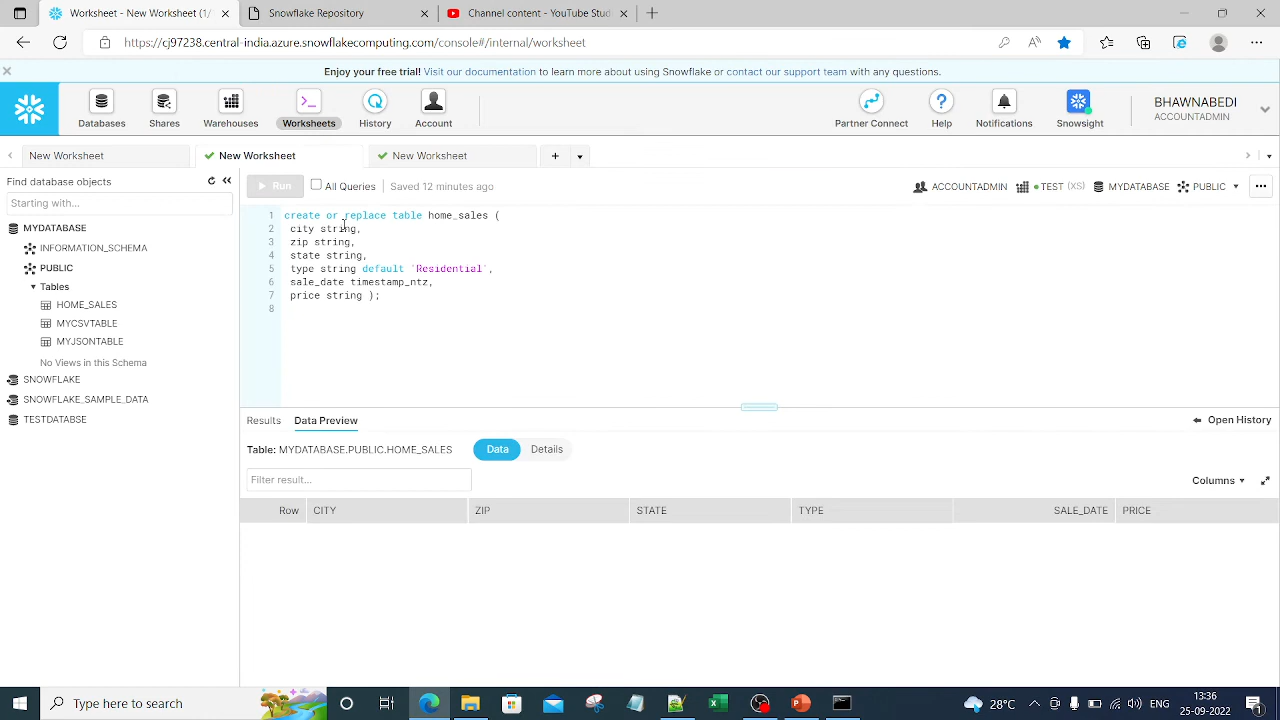 Worksheet - New Worksheet (1/
Snowflake Repository
Channel content - YouTube Stud
https://cj97238.central-india.azure.snowflakecomputing.com/console#/internal/worksheet
Enjoy your free trial! Visit our documentation to learn more about using Snowflake or contact our support team with any questions.
Databases
Shares
Warehouses
Worksheets
History
Account
Partner Connect
Help
Notifications
Snowsight
BHAWNABEDI
ACCOUNTADMIN
New Worksheet
New Worksheet
New Worksheet
Find database objects
Starting with...
MYDATABASE
INFORMATION_SCHEMA
PUBLIC
Tables
HOME_SALES
MYCSVTABLE
MYJSONTABLE
No Views in this Schema
SNOWFLAKE
SNOWFLAKE_SAMPLE_DATA
TESTDATABSE
Run
All Queries
Saved 12 minutes ago
ACCOUNTADMIN
TEST (XS)
MYDATABASE
PUBLIC
1 create or replace table home_sales (
2 city string,
3 zip string,
4 state string,
5 type string default 'Residential',
6 sale_date timestamp_ntz,
7 price string );
8
Results
Data Preview
Open History
Table: MYDATABASE.PUBLIC.HOME_SALES
Data
Details
Filter result...
Columns
Row CITY ZIP STATE TYPE SALE_DATE PRICE
Type here to search
29°C
ENG
13:36
25-09-2022